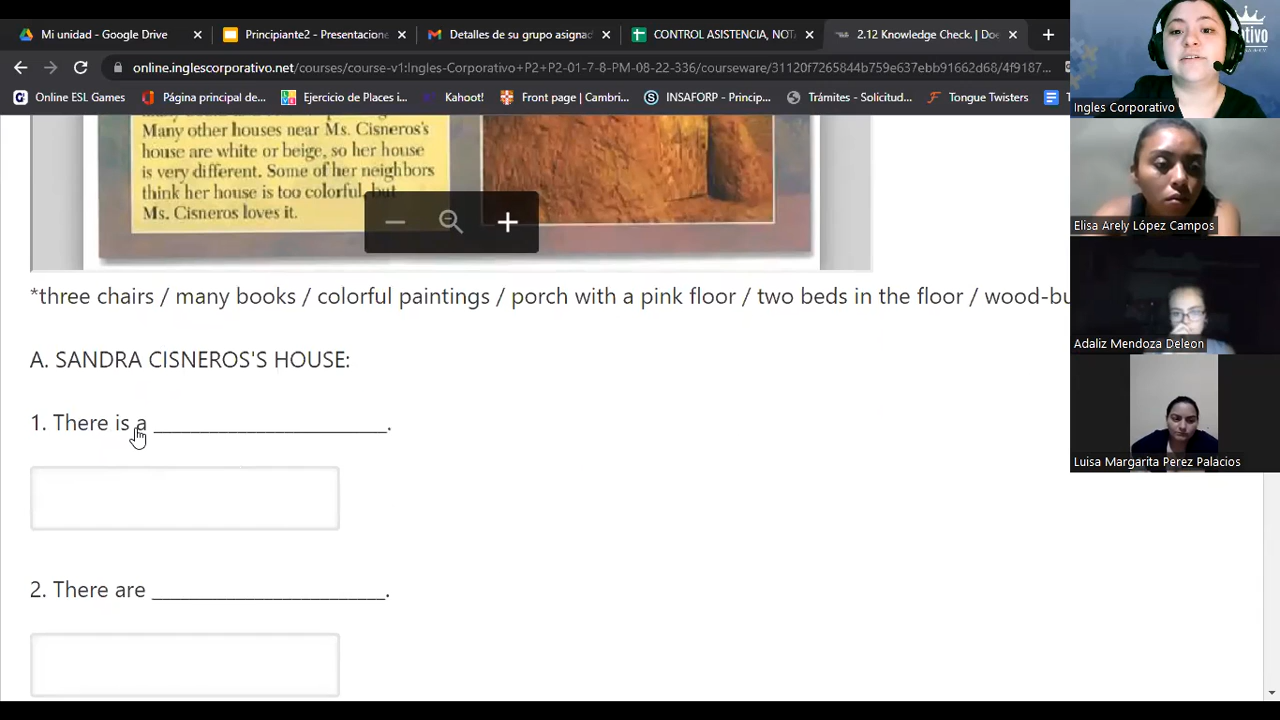 Mi unidad - Google Drive
Principiante2 - Presentacione
Detalles de su grupo asignac
CONTROL ASISTENCIA, NOTA
2.12 Knowledge Check. | Doe
online.inglescorporativo.net/courses/course-v1:Ingles-Corporativo+P2+22-01-7-8-PM-08-22-336/courseware/31120f7265844b759e637ebb91662d68/4f9187...
Online ESL Games
Página principal de...
Ejercicio de Places i...
Kahoot!
Front page | Cambri...
INSAFORP - Princip...
Trámites - Solicitud...
Tongue Twisters
Many other houses near Ms. Cisneros's
house are white or beige, so her house
is very different. Some of her neighbors
think her house is too colorful, but
Ms. Cisneros loves it.
*three chairs / many books / colorful paintings / porch with a pink floor / two beds in the floor / wood-bu
A. SANDRA CISNEROS'S HOUSE:
1. There is a ______________________.
2. There are ______________________.
Ingles Corporativo
Elisa Arely López Campos
Adaliz Mendoza Deleon
Luisa Margarita Perez Palacios